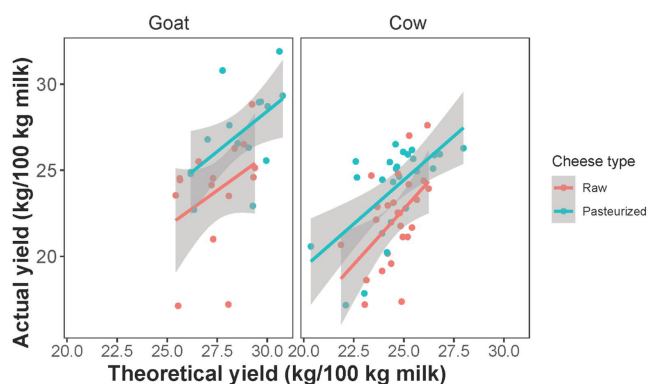 Goat
Cow
Actual yield (kg/100 kg milk)
30
25
20
20.0 22.5 25.0 27.5 30.0 20.0 22.5 25.0 27.5 30.0
Theoretical yield (kg/100 kg milk)
Cheese type
Raw
Pasteurized